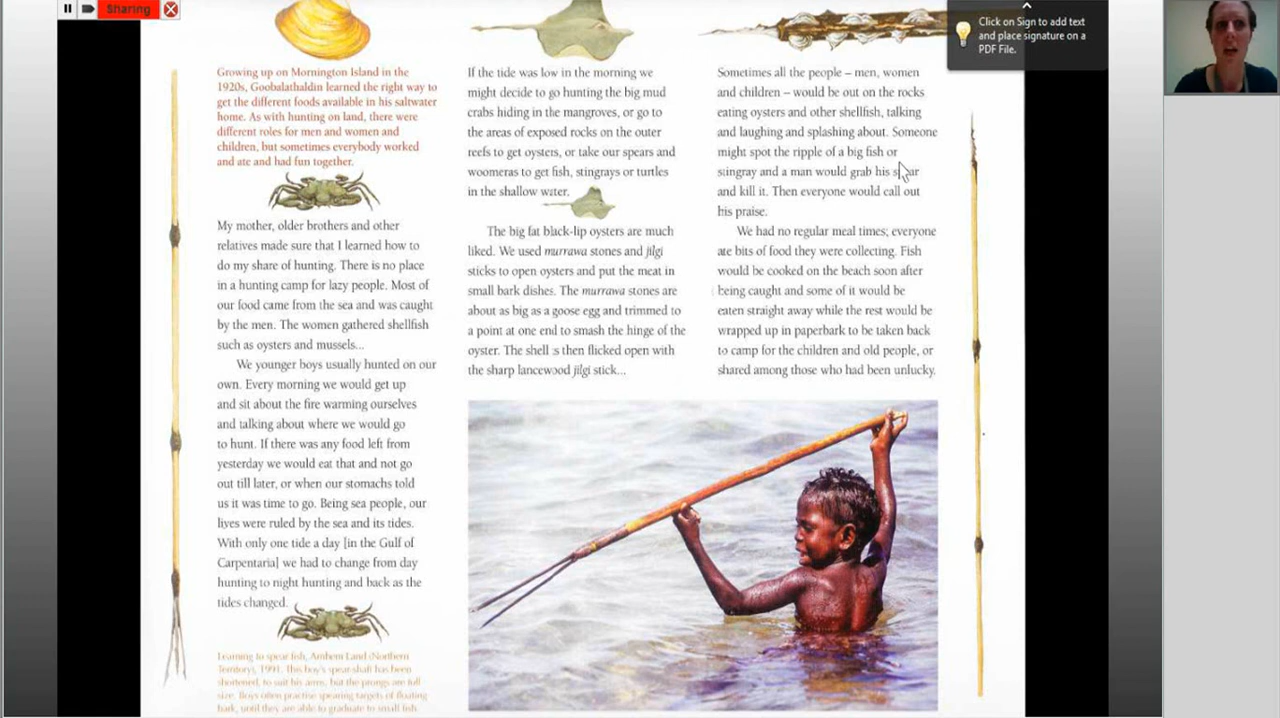 Sharing
Click on Sign to add text
and place signature on a
PDF File.
Growing up on Mornington Island in the
1920s, Goobalathaldin learned the right way to
get the different foods available in his saltwater
home. As with hunting on land, there were
different roles for men and women and
children, but sometimes everybody worked
and ate and had fun together.
My mother, older brothers and other
relatives made sure that I learned how to
do my share of hunting. There is no place
in a hunting camp for lazy people. Most of
our food came from the sea and was caught
by the men. The women gathered shellfish
such as oysters and mussels...
We younger boys usually hunted on our
own. Every morning we would get up
and sit about the fire warming ourselves
and talking about where we would go
to hunt. If there was any food left from
yesterday we would eat that and not go
out till later, or when our stomachs told
us it was time to go. Being sea people, our
lives were ruled by the sea and its tides.
With only one tide a day [in the Gulf of
Carpentaria] we had to change from day
hunting to night hunting and back as the
tides changed.
Learning to spear fish, Arnhem Land (Northern
Territory), 1991. This boy's spear shaft has been
shortened, to suit his arms, but the prongs are full
size. Boys often practise spearing targets of floating
bark, until they are able to graduate to small fish.
If the tide was low in the morning we
might decide to go hunting the big mud
crabs hiding in the mangroves, or go to
the areas of exposed rocks on the outer
reefs to get oysters, or take our spears and
woomeras to get fish, stingrays or turtles
in the shallow water.
The big fat black-lip oysters are much
liked. We used murrawa stones and jilgi
sticks to open oysters and put the meat in
small bark dishes. The murrawa stones are
about as big as a goose egg and trimmed to
a point at one end to smash the hinge of the
oyster. The shell is then flicked open with
the sharp lancewood jilgi stick...
Sometimes all the people – men, women
and children – would be out on the rocks
eating oysters and other shellfish, talking
and laughing and splashing about. Someone
might spot the ripple of a big fish or
stingray and a man would grab his spear
and kill it. Then everyone would call out
his praise.
We had no regular meal times; everyone
ate bits of food they were collecting. Fish
would be cooked on the beach soon after
being caught and some of it would be
eaten straight away while the rest would be
wrapped up in paperbark to be taken back
to camp for the children and old people, or
shared among those who had been unlucky.